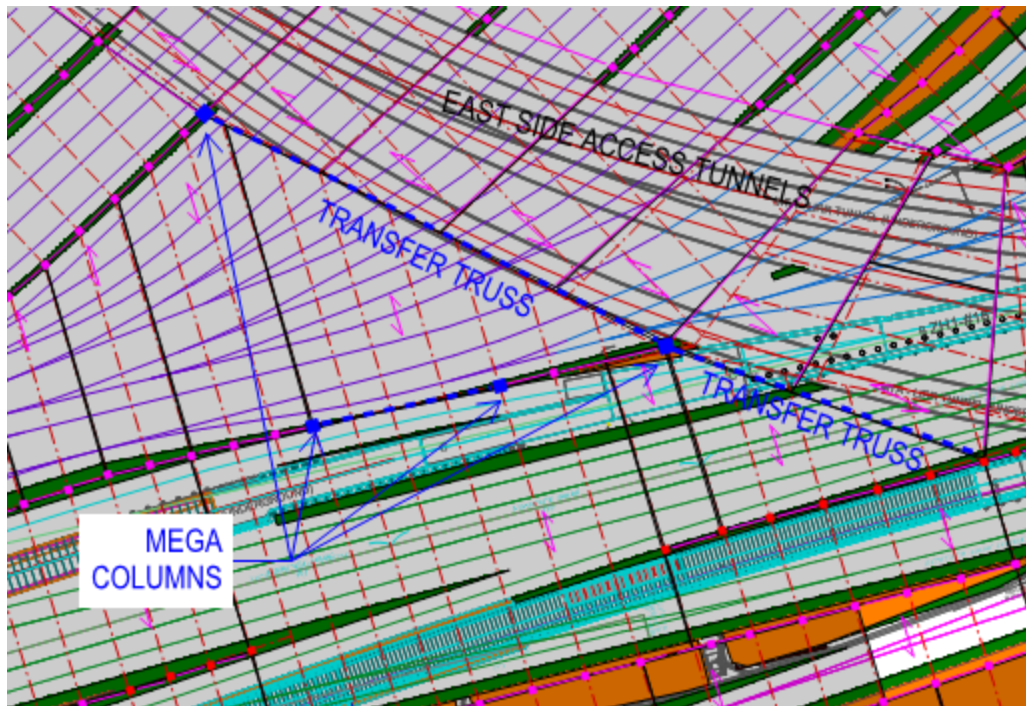 EAST SIDE ACCESS TUNNELS
TRANSFER TRUSS
TRANSFER TRUSS
MEGA
COLUMNS